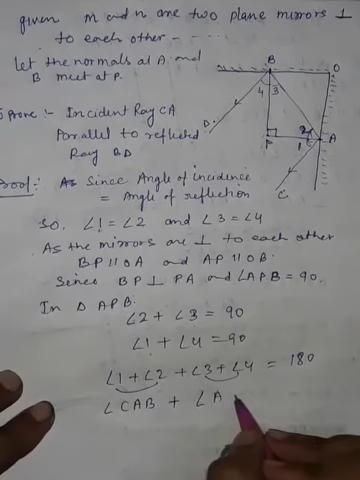 given m and n are two plane mirrors ⊥
to each other - - . . .
Let the normals at A and
B meet at P.
Prove :- Incident Ray CA
Parallel to reflected
Ray BD
Proof:- As Since Angle of incidence
= Angle of reflection
So, ∠1 = ∠2 and ∠3 = ∠4
As the mirrors are ⊥ to each other
BP || OA and AP || OB.
Since BP ⊥ PA and ∠APB = 90.
In Δ APB.
∠2 + ∠3 = 90
∠1 + ∠4 = 90
∠1 + ∠2 + ∠3 + ∠4 = 180
∠CAB + ∠A
B
O
4 3
D
P
2
1
A
C